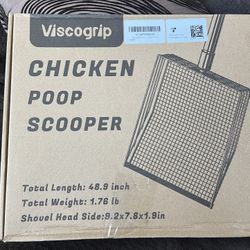 Viscogrip
CHICKEN
POOP
SCOOPER
Total Length: 48.9 inch
Total Weight: 1.76 lb
Shovel Head Side:9.2x7.8x1.9in